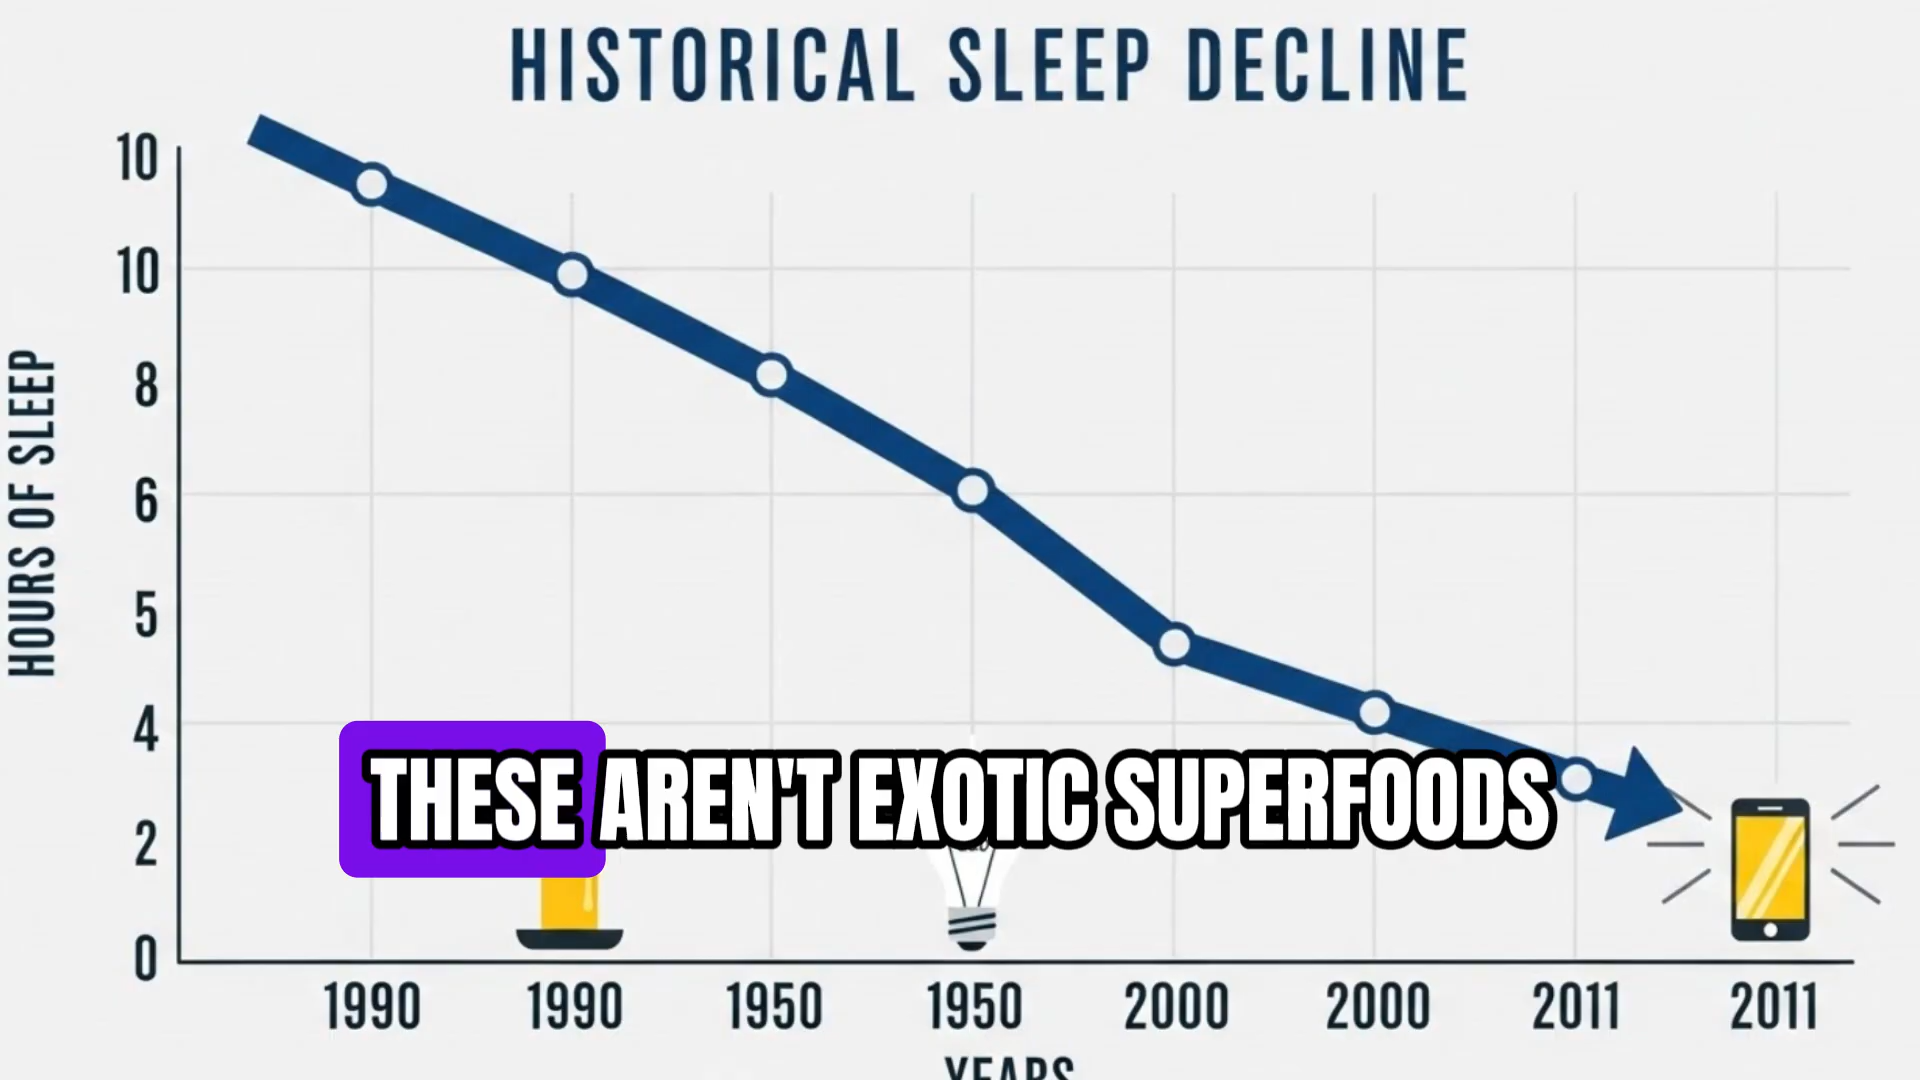 HISTORICAL SLEEP DECLINE
10
10
8
6
5
4
2
0
HOURS OF SLEEP
THESE AREN'T EXOTIC SUPERFOODS
1990 1990 1950 1950 2000 2000 2011 2011
YEARS